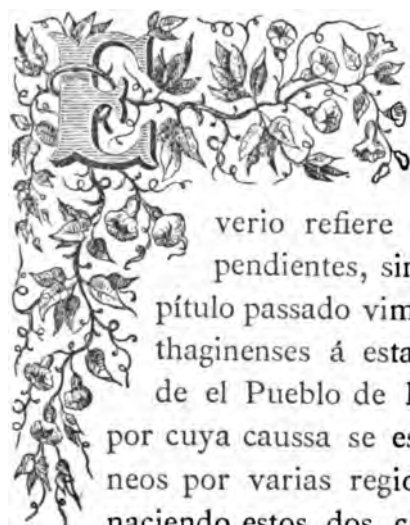 E
verio refiere
pendientes, sin
pítulo passado vim
thaginenses á esta
de el Pueblo de
por cuya caussa se es
neos por varias regio
naciendo estos dos